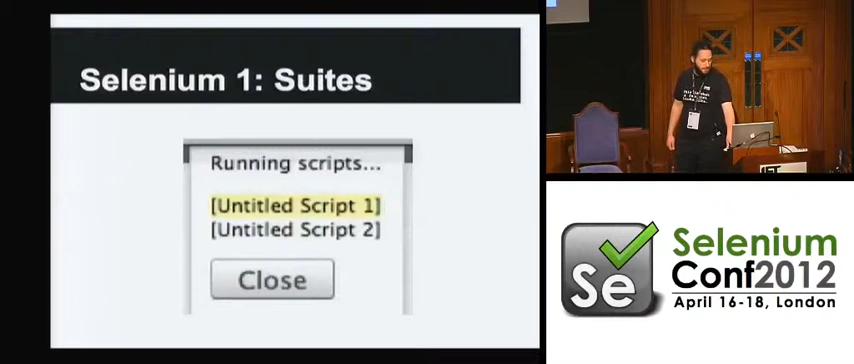 Selenium 1: Suites
Running scripts...
[Untitled Script 1]
[Untitled Script 2]
Close
Se
Selenium
Conf2012
April 16-18, London